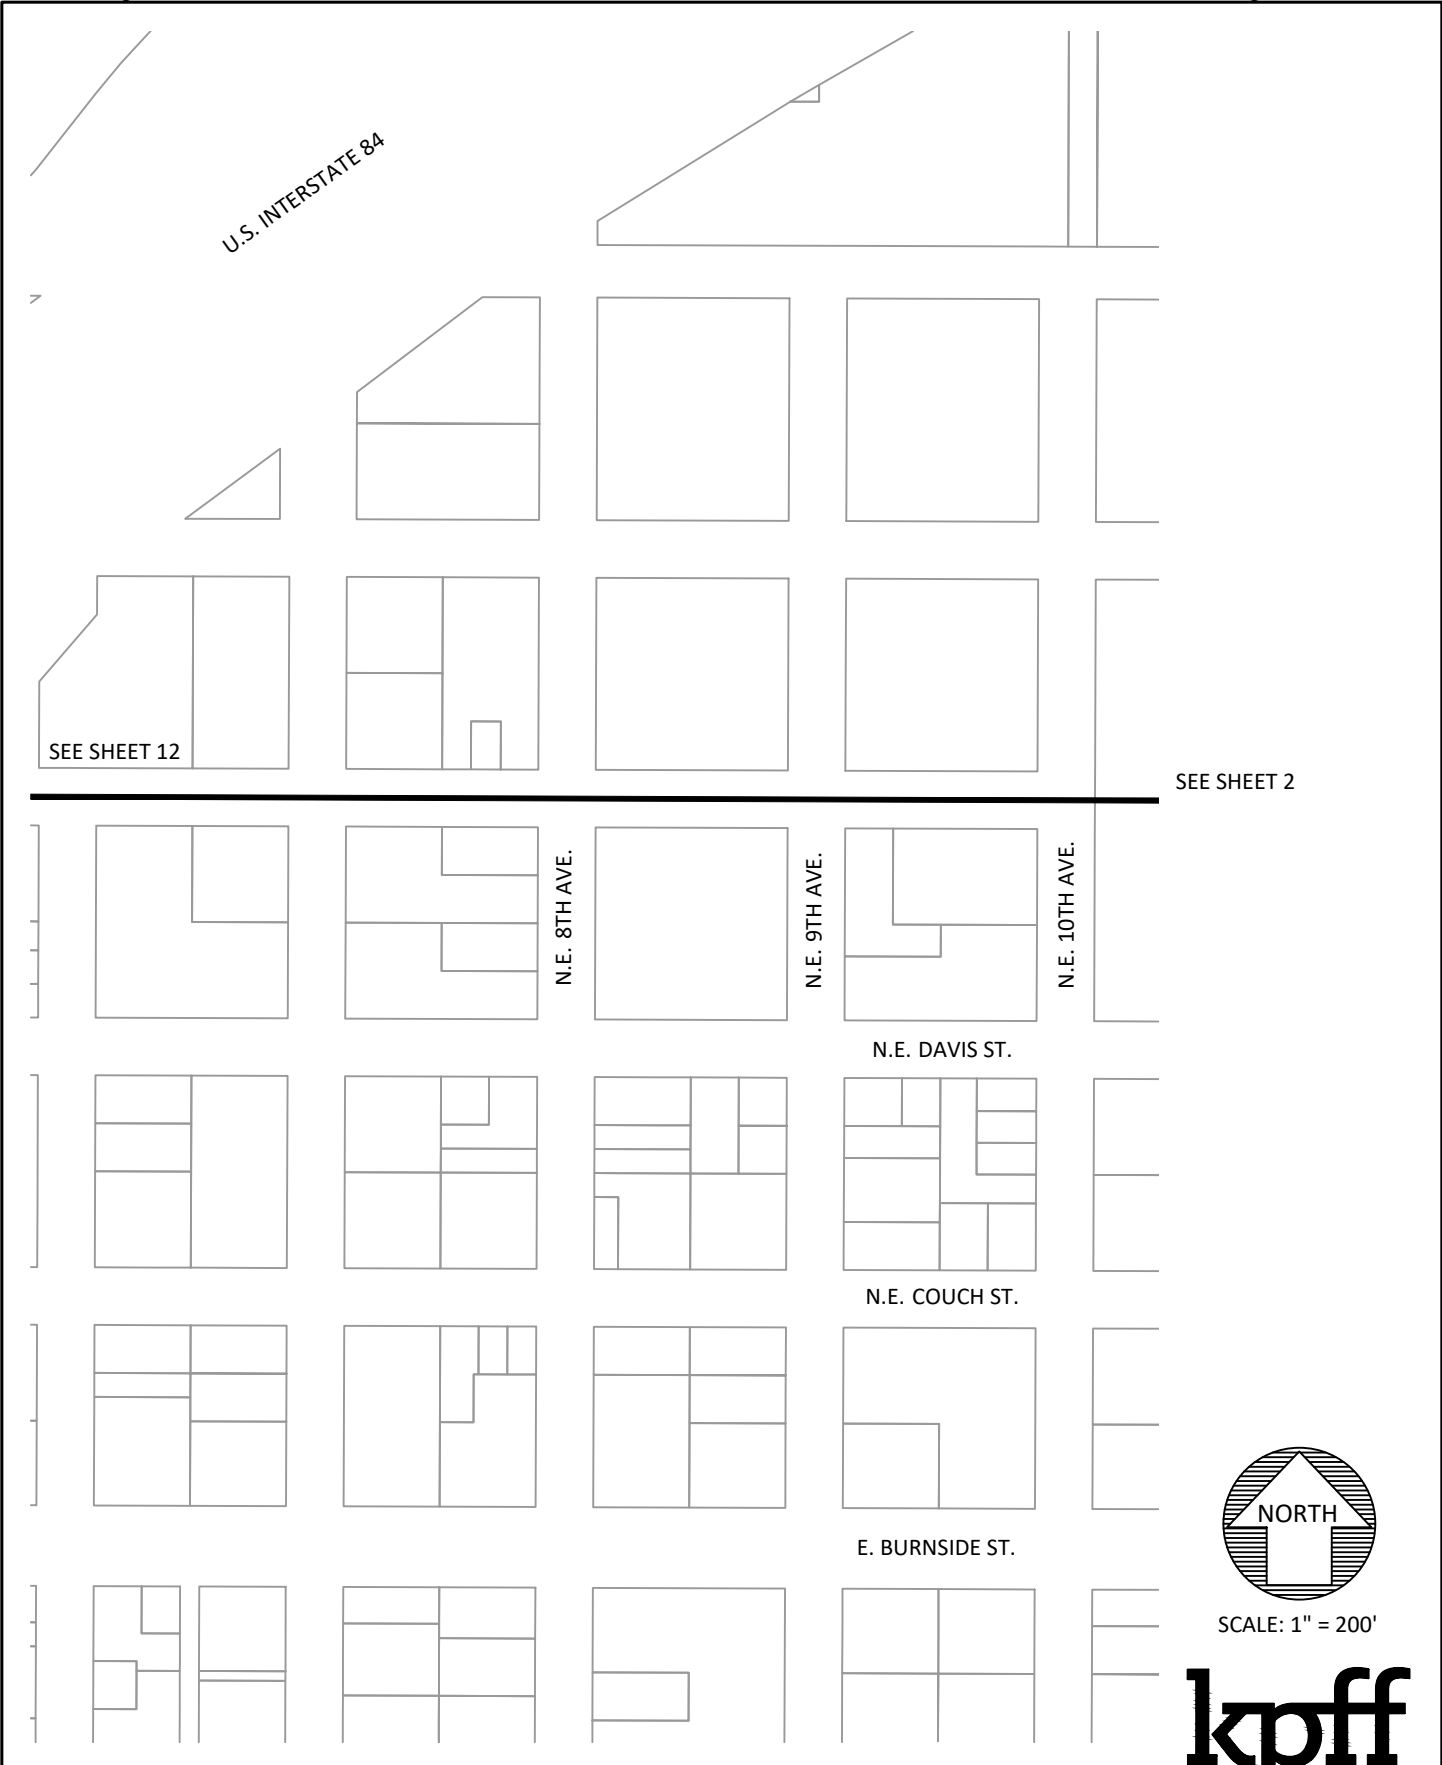 U.S. INTERSTATE 84
SEE SHEET 12
SEE SHEET 2
N.E. 8TH AVE.
N.E. 9TH AVE.
N.E. 10TH AVE.
N.E. DAVIS ST.
N.E. COUCH ST.
NORTH
E. BURNSIDE ST.
SCALE: 1" = 200'
kpff